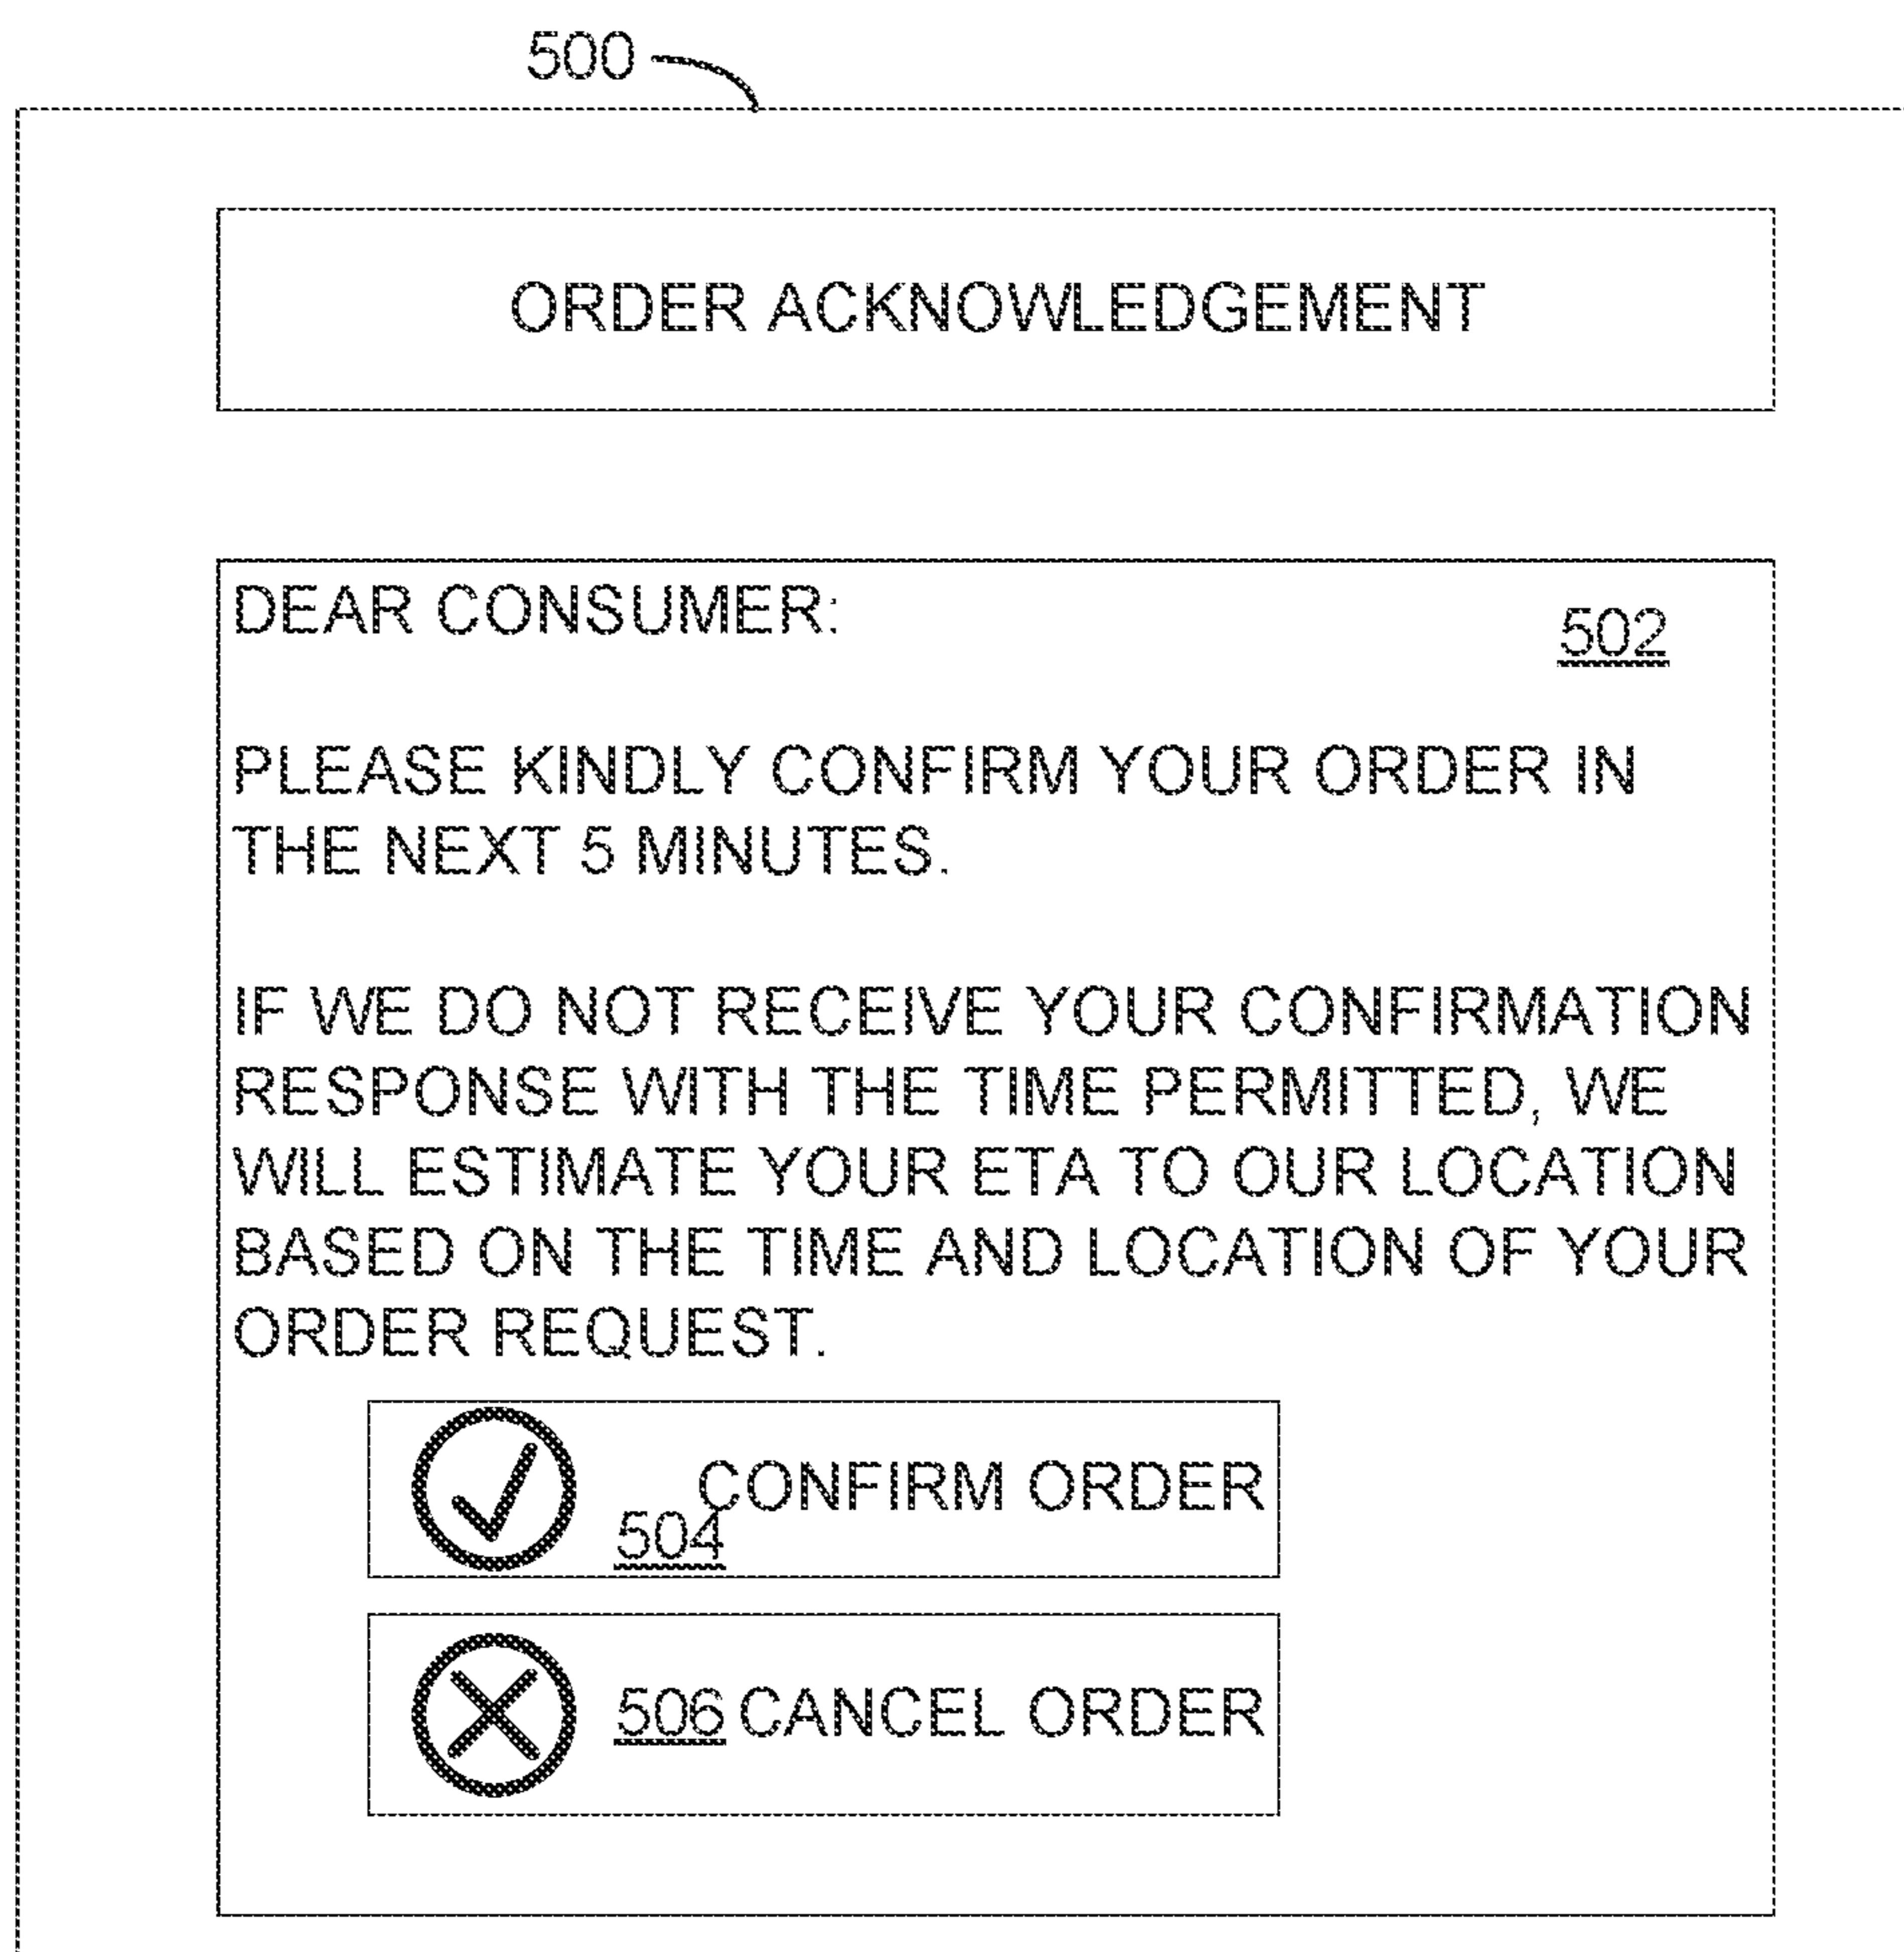 500
ORDER ACKNOWLEDGEMENT
DEAR CONSUMER:
502
PLEASE KINDLY CONFIRM YOUR ORDER IN
THE NEXT 5 MINUTES.
IF WE DO NOT RECEIVE YOUR CONFIRMATION
RESPONSE WITH THE TIME PERMITTED, WE
WILL ESTIMATE YOUR ETA TO OUR LOCATION
BASED ON THE TIME AND LOCATION OF YOUR
ORDER REQUEST.
CONFIRM ORDER
504
506 CANCEL ORDER